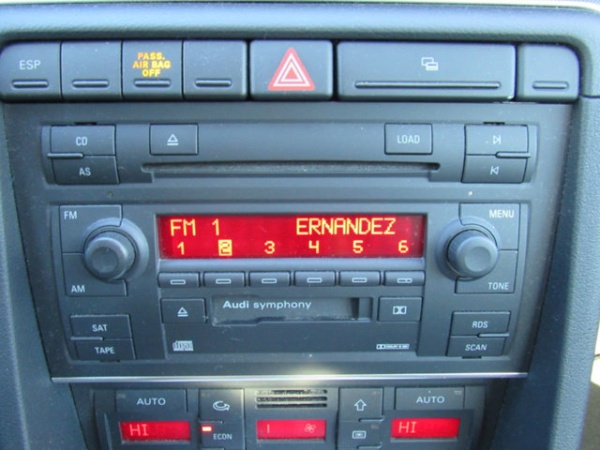 ESP
PASS.
AIR BAG
OFF
CD
LOAD
AS
FM
FM 1 ERNANDEZ
MENU
1 2 3 4 5 6
AM
TONE
Audi symphony
SAT
RDS
TAPE
SCAN
AUTO
AUTO
HI
ECON
1
HI